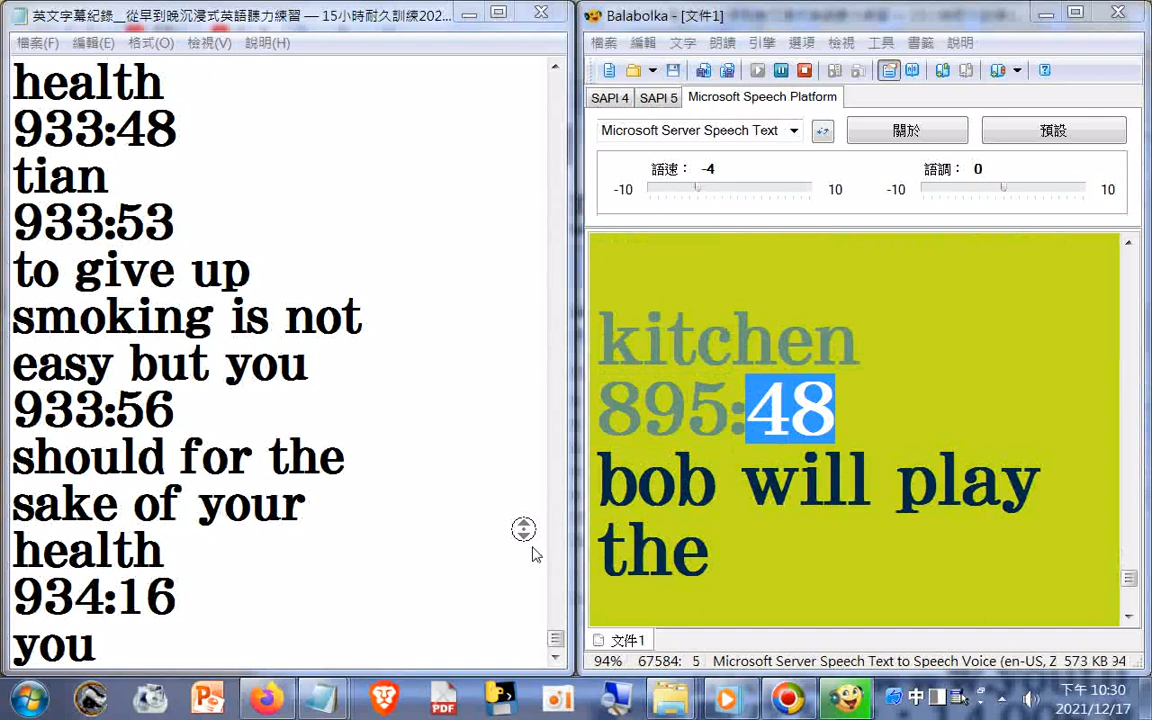 英文字幕紀錄__從早到晚沉浸式英語聽力練習 — 15小時耐久訓練202...
檔案(F) 編輯(E) 格式(O) 檢視(V) 說明(H)
health
933:48
tian
933:53
to give up
smoking is not
easy but you
933:56
should for the
sake of your
health
934:16
you
Balabolka - [文件1]
檔案 編輯 文字 朗讀 引擎 選項 檢視 工具 書籤 說明
SAPI 4 SAPI 5 Microsoft Speech Platform
Microsoft Server Speech Text 關於 預設
語速： -4 語調： 0
-10 10 -10 10
kitchen
895:48
bob will play
the
文件1
94% 67584: 5 Microsoft Server Speech Text to Speech Voice (en-US, Z 573 KB 94
PDF 中 下午 10:30
2021/12/17